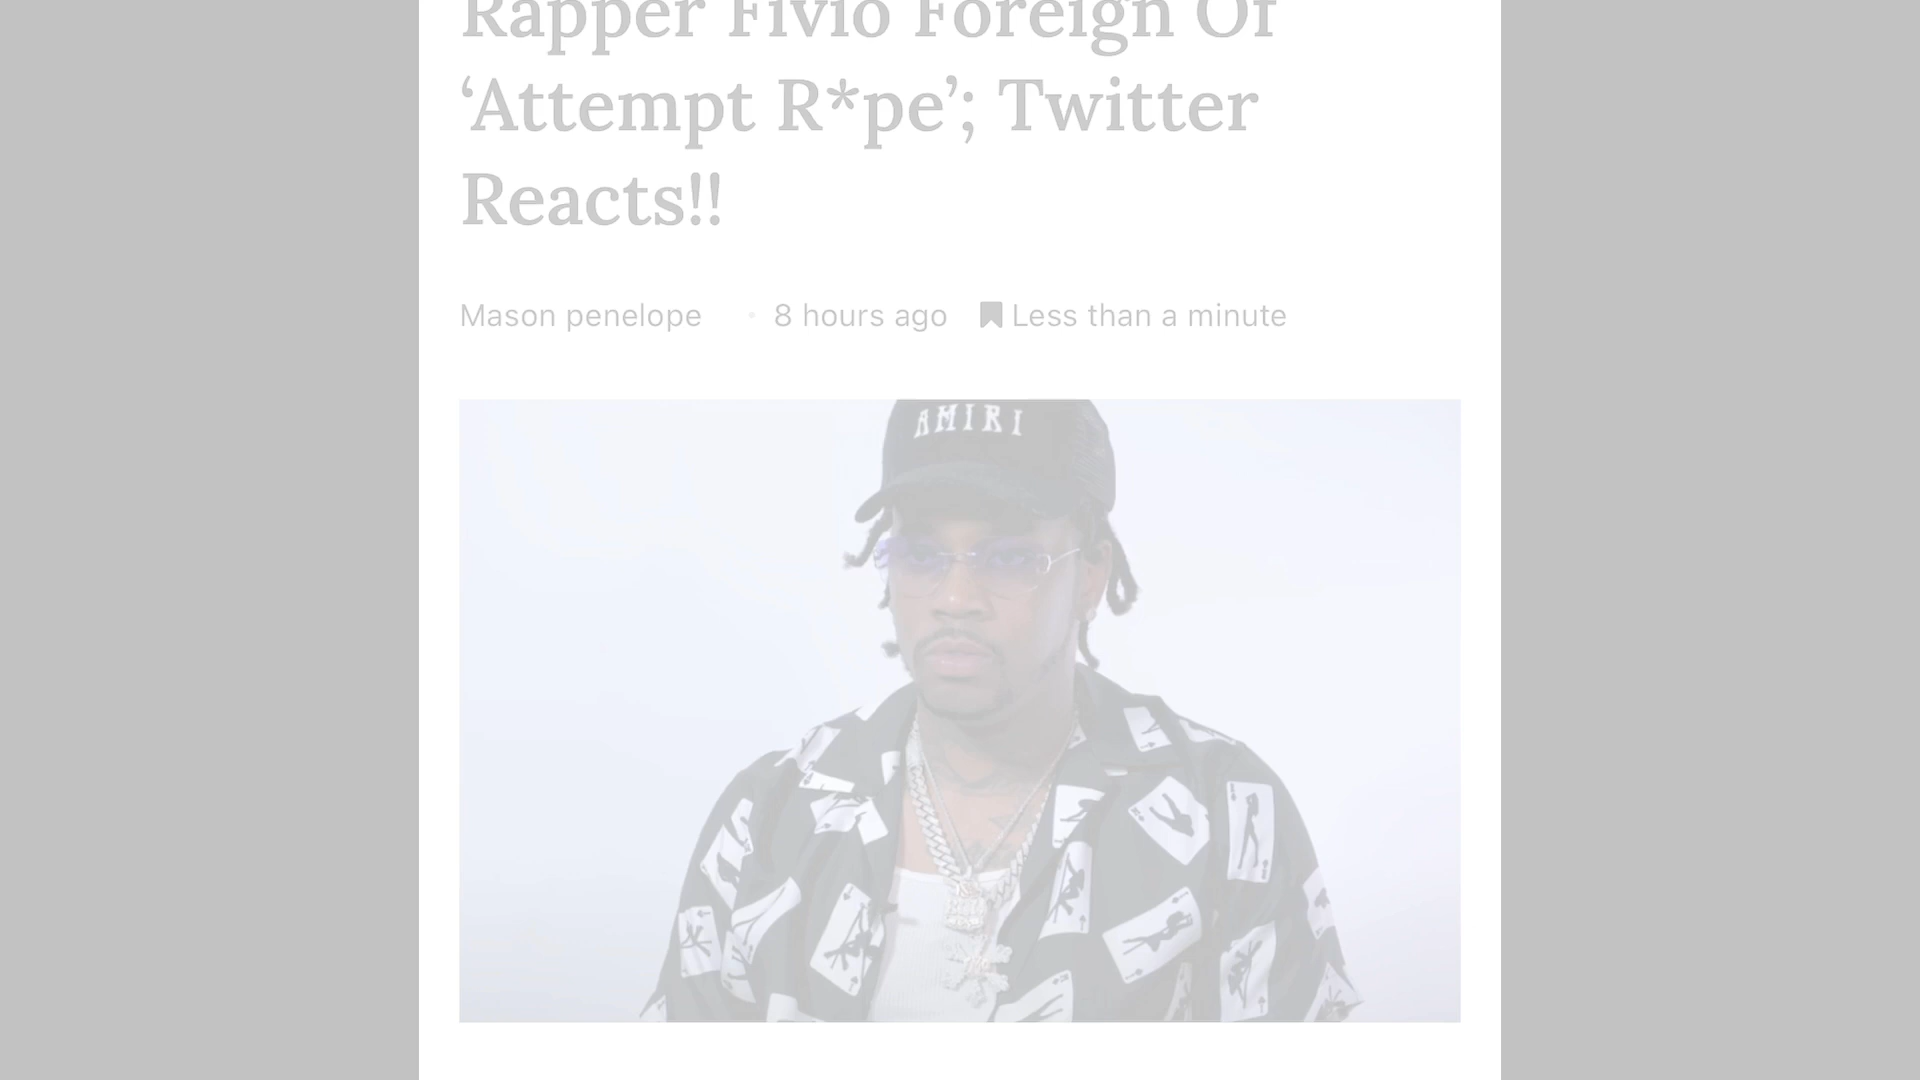 Rapper Fivio Foreign Of
‘Attempt R*pe’; Twitter
Reacts!!
Mason penelope · 8 hours ago Less than a minute
AMIRI